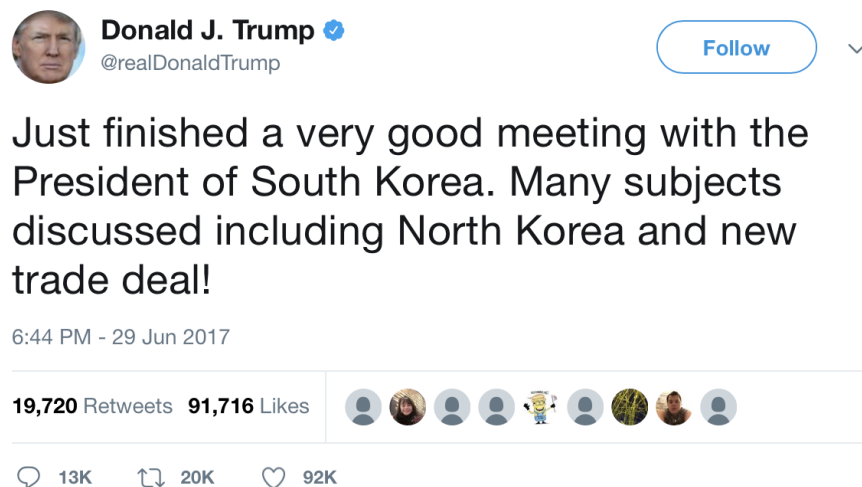 Donald J. Trump
@realDonaldTrump
Follow
Just finished a very good meeting with the
President of South Korea. Many subjects
discussed including North Korea and new
trade deal!
6:44 PM - 29 Jun 2017
19,720 Retweets 91,716 Likes
13K 20K 92K